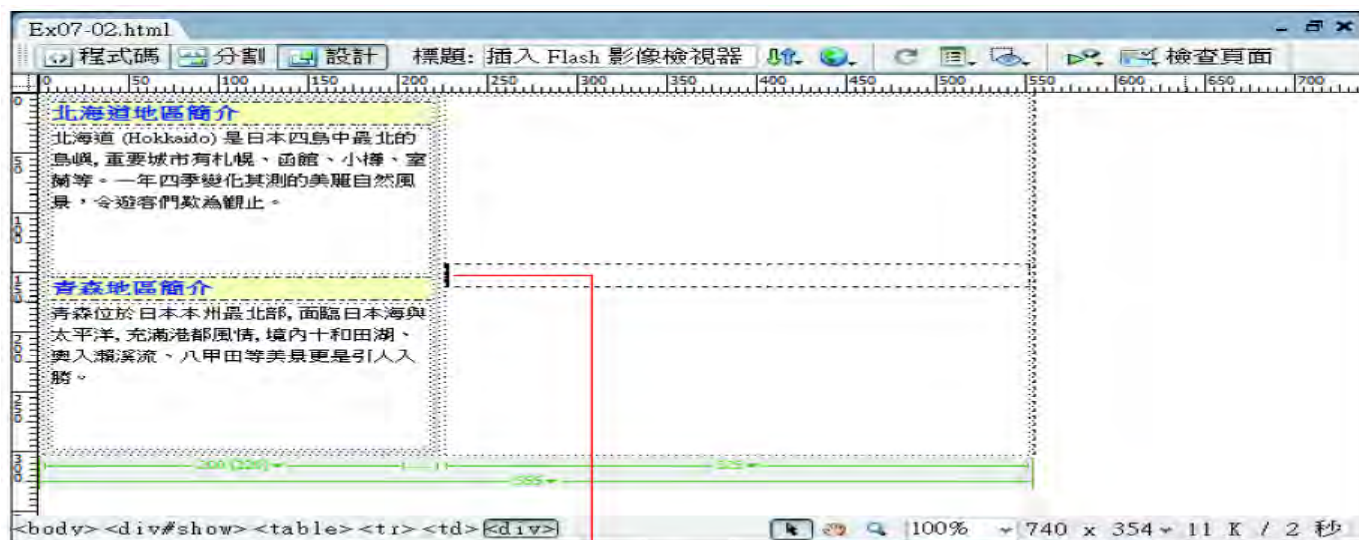 Ex07-02.html
程式碼 分割 設計 標題: 插入 Flash 影像檢視器 檢查頁面
0 50 100 150 200 250 300 350 400 450 500 550 600 650 700
北海道地區簡介
北海道 (Hokkaido) 是日本四島中最北的
島嶼, 重要城市有札幌、函館、小樽、室
蘭等。一年四季變化其測的美麗自然風
景，令遊客們歎為觀止。
青森地區簡介
青森位於日本本州最北部, 面臨日本海與
太平洋, 充滿港都風情, 境內十和田湖、
奧入瀨溪流、八甲田等美景更是引人入
勝。
200 (220)
555
<body> <div#show> <table> <tr> <td> <div> 100% 740 x 354 11 K / 2 秒